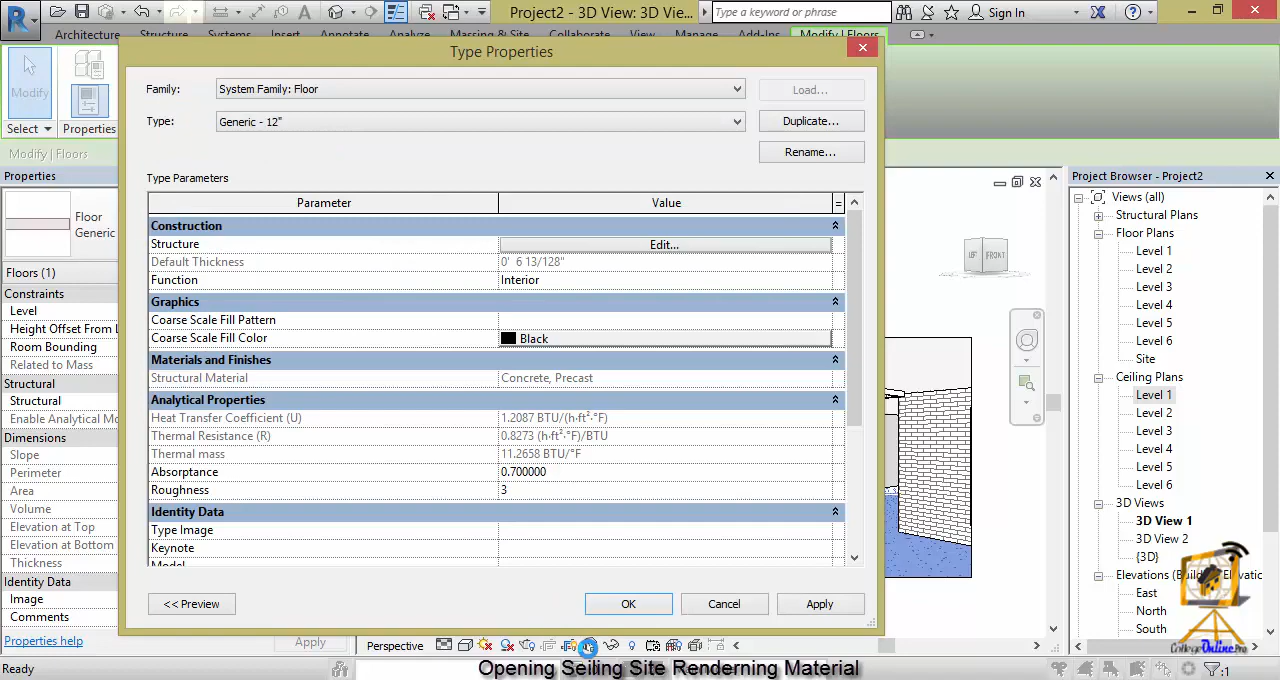 Project2 - 3D View: 3D Vie...
Type a keyword or phrase
Sign In
Architecture Structure Systems Insert Annotate Analyze Massing & Site Collaborate View Manage Add-Ins Modify | Floors
Type Properties
Modify
Select
Properties
Modify | Floors
Properties
Floor
Generic
Floors (1)
Constraints
Level
Height Offset From L
Room Bounding
Related to Mass
Structural
Structural
Enable Analytical Mo
Dimensions
Slope
Perimeter
Area
Volume
Elevation at Top
Elevation at Bottom
Thickness
Identity Data
Image
Comments
Properties help
Apply
Family:
System Family: Floor
Load...
Type:
Generic - 12"
Duplicate...
Rename...
Type Parameters
Parameter Value =
Construction
Structure Edit...
Default Thickness 0' 6 13/128"
Function Interior
Graphics
Coarse Scale Fill Pattern
Coarse Scale Fill Color Black
Materials and Finishes
Structural Material Concrete, Precast
Analytical Properties
Heat Transfer Coefficient (U) 1.2087 BTU/(h·ft²·°F)
Thermal Resistance (R) 0.8273 (h·ft²·°F)/BTU
Thermal mass 11.2658 BTU/°F
Absorptance 0.700000
Roughness 3
Identity Data
Type Image
Keynote
Model
<< Preview
OK
Cancel
Apply
LEFT FRONT
Project Browser - Project2
Views (all)
Structural Plans
Floor Plans
Level 1
Level 2
Level 3
Level 4
Level 5
Level 6
Site
Ceiling Plans
Level 1
Level 2
Level 3
Level 4
Level 5
Level 6
3D Views
3D View 1
3D View 2
{3D}
Elevations (Build
Elevatio
East
North
South
CollegeOnline.Pro
Perspective
Ready
:1
Opening Seiling Site Renderning Material